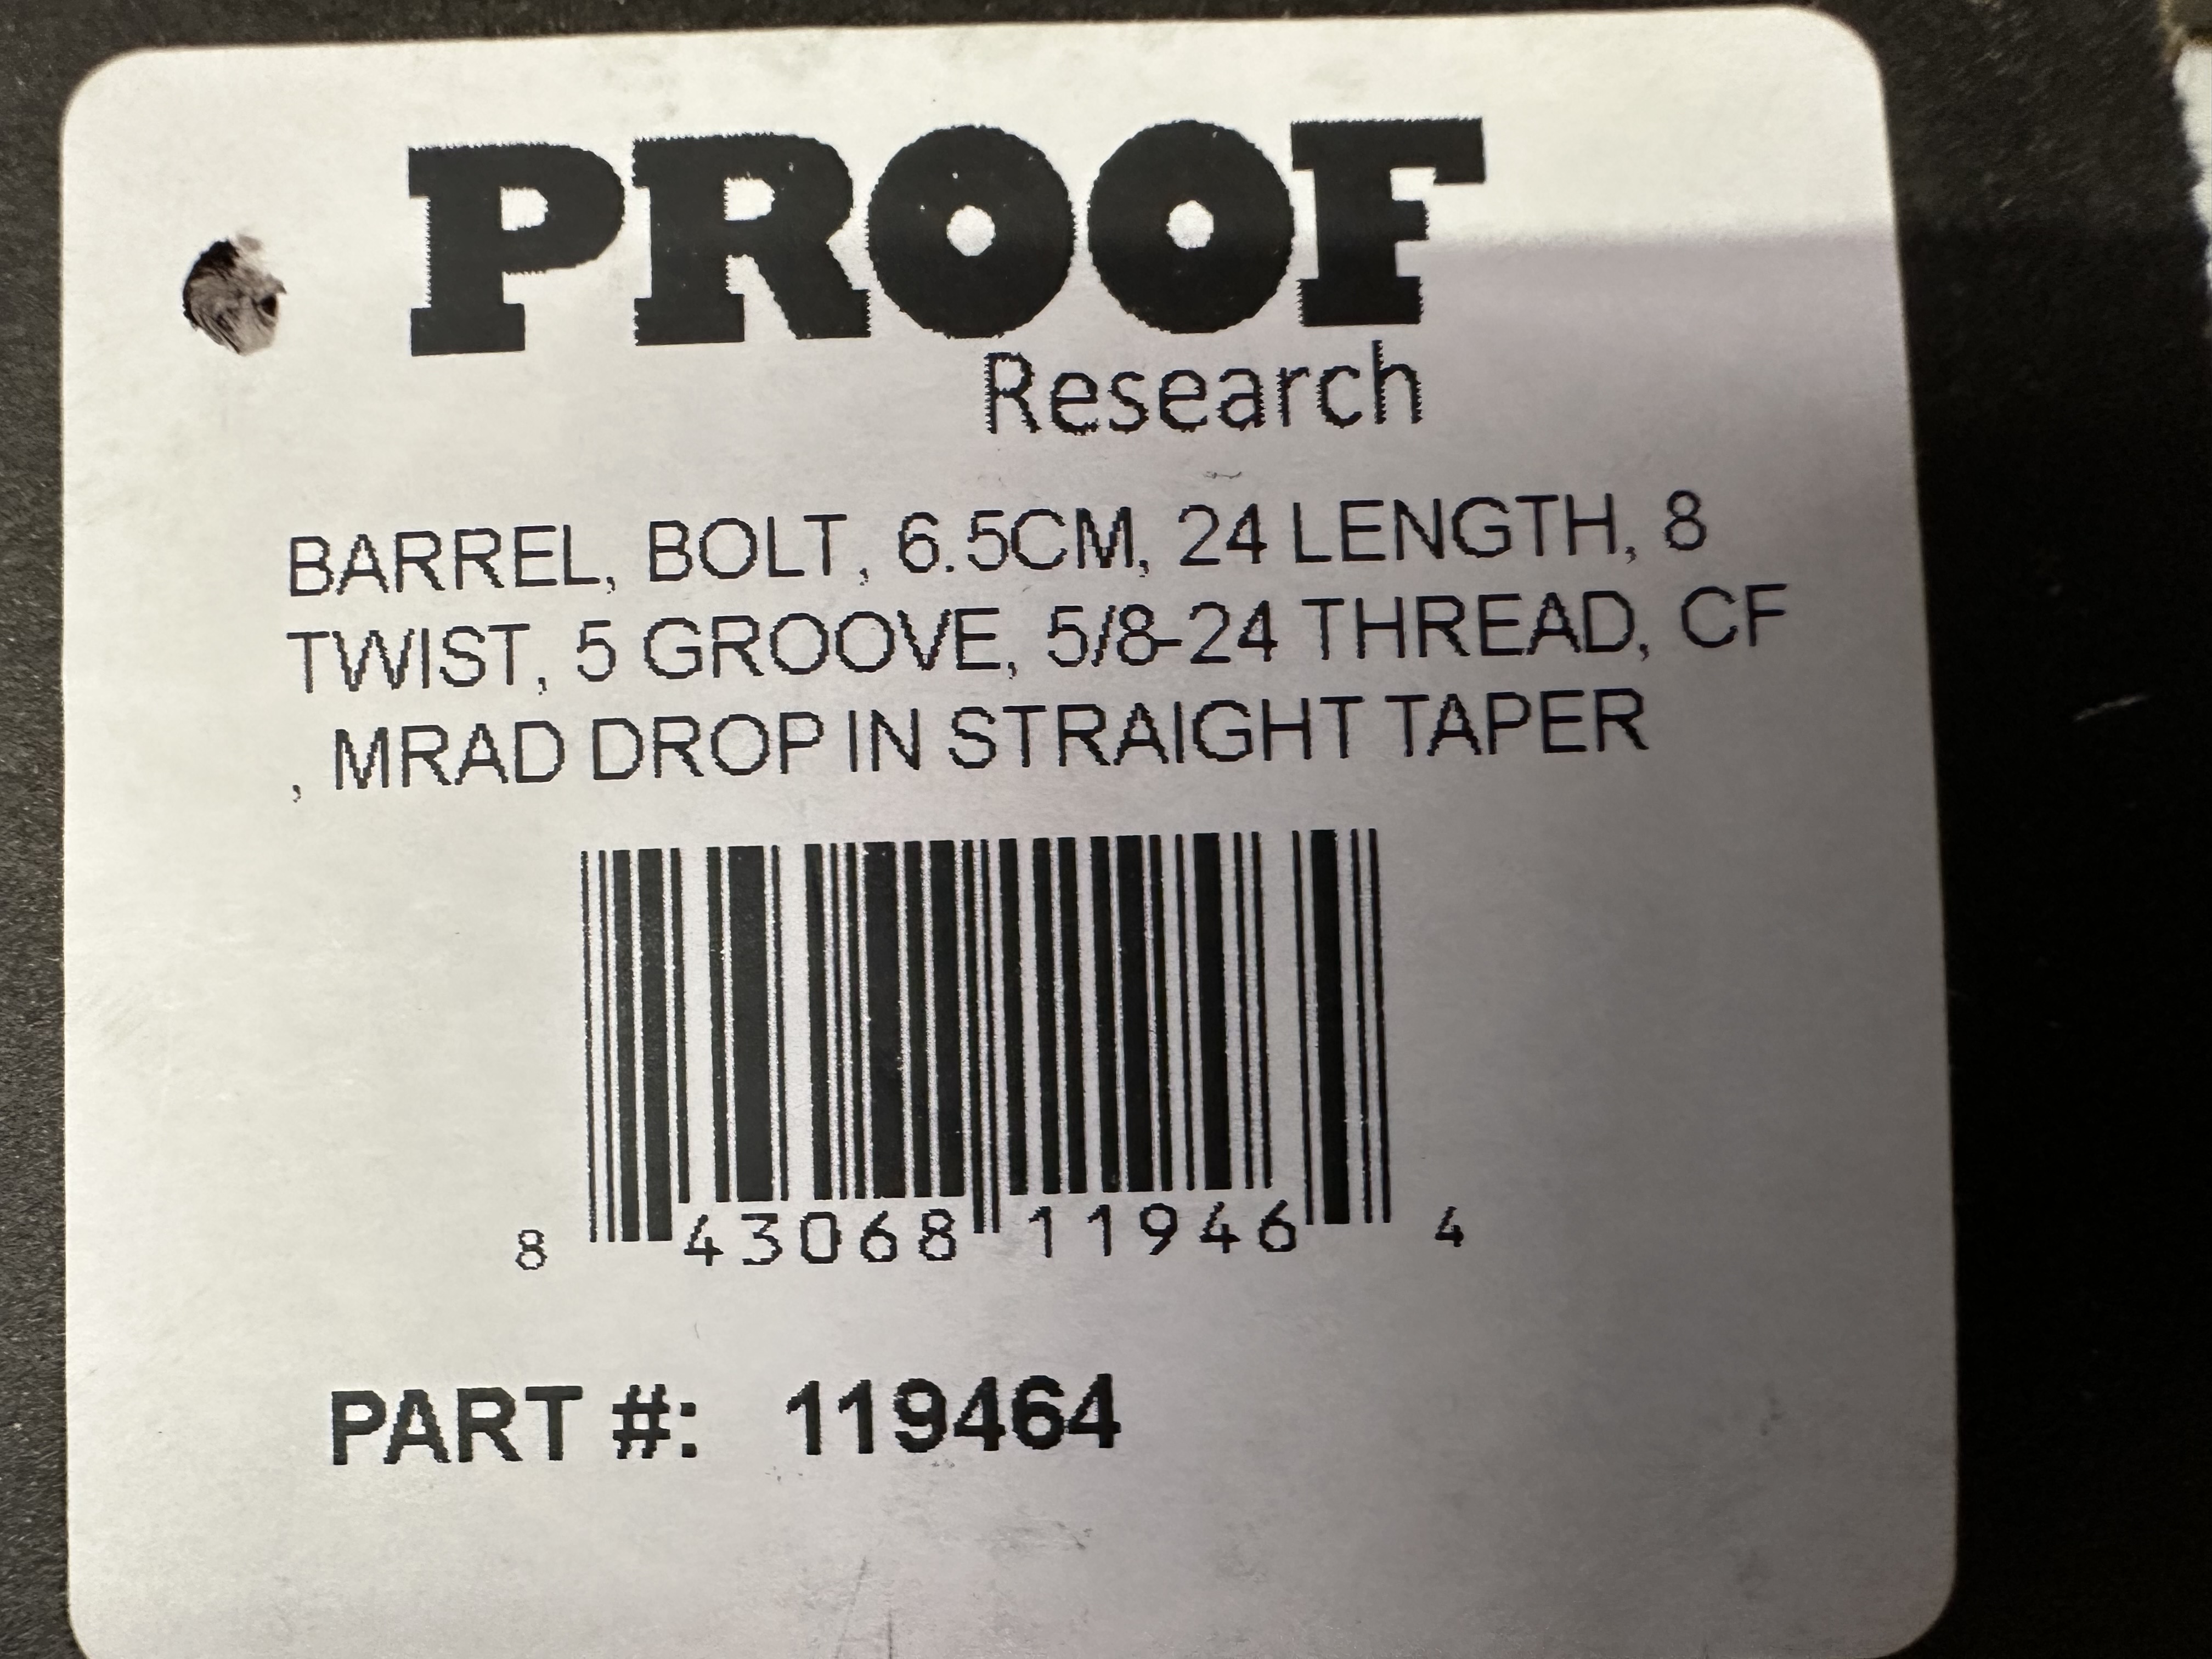 PROOF
Research
BARREL, BOLT, 6.5CM, 24 LENGTH, 8
TWIST, 5 GROOVE, 5/8-24 THREAD, CF
, MRAD DROP IN STRAIGHT TAPER
8 43068 11946 4
PART #: 119464